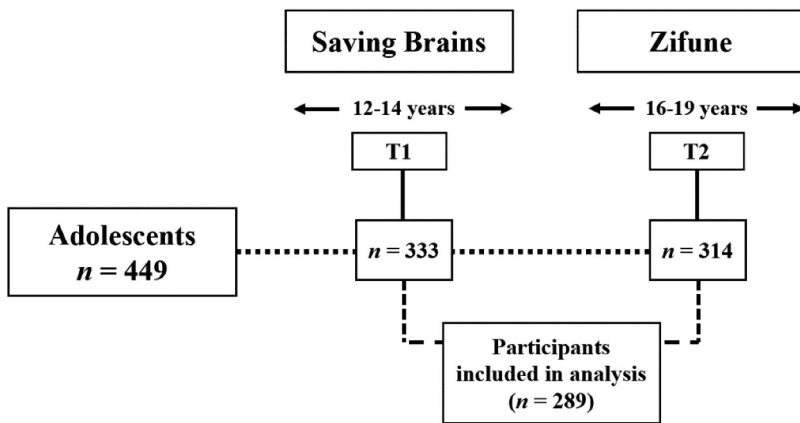 Saving Brains
Zifune
12-14 years
16-19 years
T1
T2
Adolescents
n = 449
n = 333
n = 314
Participants
included in analysis
(n = 289)